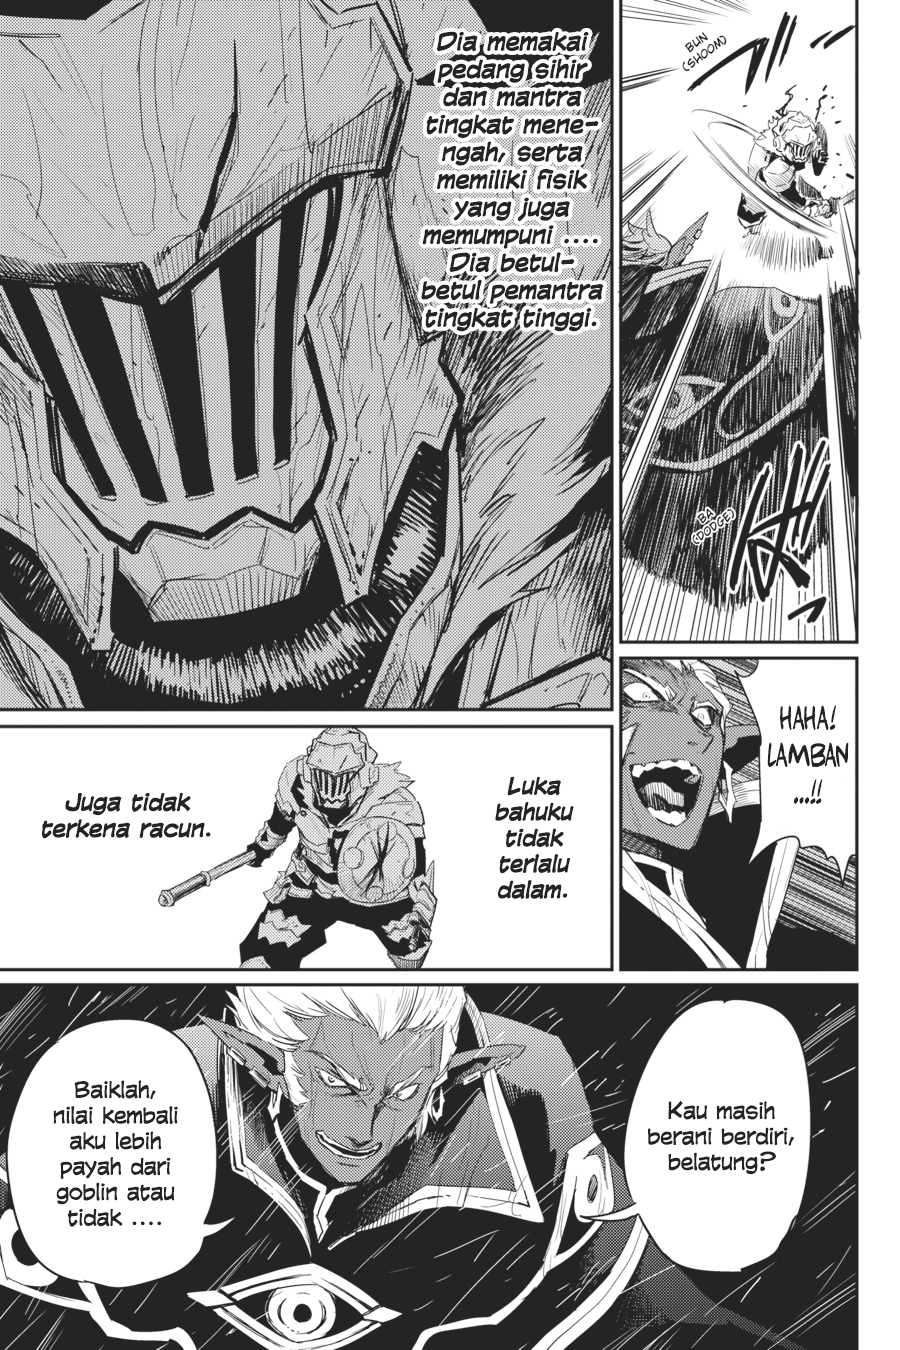 BUN
(SHOOM)
BA
(DODGE)
Dia memakai
pedang sihir
dan mantra
tingkat mene-
ngah, serta
memiliki fisik
yang juga
memumpuni ....
Dia betul-
betul pemantra
tingkat tinggi.
HAHA!
LAMBAN
...!!
Luka
bahuku
tidak
terlalu
dalam.
Juga tidak
terkena racun.
Kau masih
berani berdiri,
belatung?
Baiklah,
nilai kembali
aku lebih
payah dari
goblin atau
tidak ....